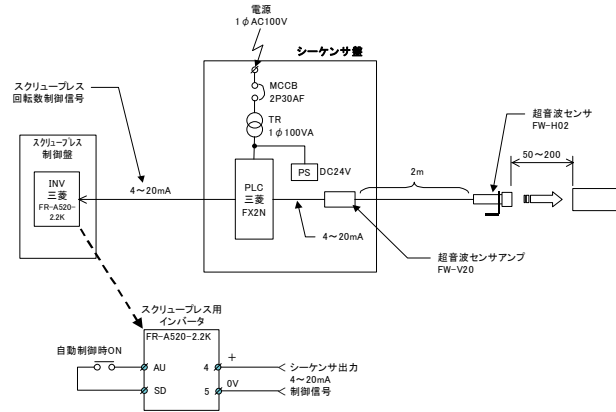 電源
1φAC100V
シーケンサ盤
MCCB
2P30AF
TR
1φ100VA
PS
DC24V
PLC
三菱
FX2N
スクリュープレス
回転数制御信号
スクリュープレス
制御盤
INV
三菱
FR-A520-
2.2K
4～20mA
4～20mA
2m
超音波センサ
FW-H02
50～200
超音波センサアンプ
FW-V20
スクリュープレス用
インバータ
FR-A520-2.2K
自動制御時ON
AU
SD
4
5
+
0V
シーケンサ出力
4～20mA
制御信号